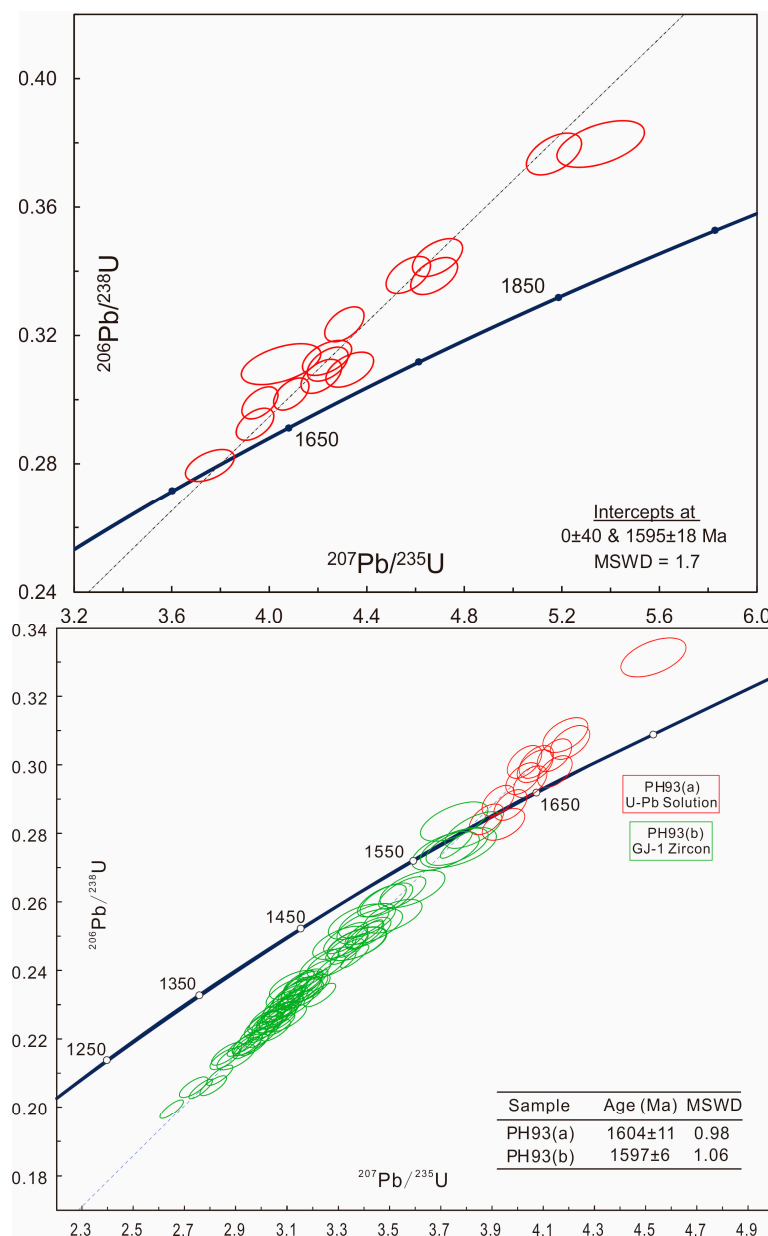 0.40
0.36
0.32
0.28
0.24
206Pb/238U
1850
1650
Intercepts at
0±40 & 1595±18 Ma
MSWD = 1.7
207Pb/235U
3.2 3.6 4.0 4.4 4.8 5.2 5.6 6.0
0.34
0.32
0.30
0.28
0.26
0.24
0.22
0.20
0.18
206Pb/238U
1650
1550
1450
1350
1250
PH93(a)
U-Pb Solution
PH93(b)
GJ-1 Zircon
Sample Age (Ma) MSWD
PH93(a) 1604±11 0.98
PH93(b) 1597±6 1.06
207Pb/235U
2.3 2.5 2.7 2.9 3.1 3.3 3.5 3.7 3.9 4.1 4.3 4.5 4.7 4.9